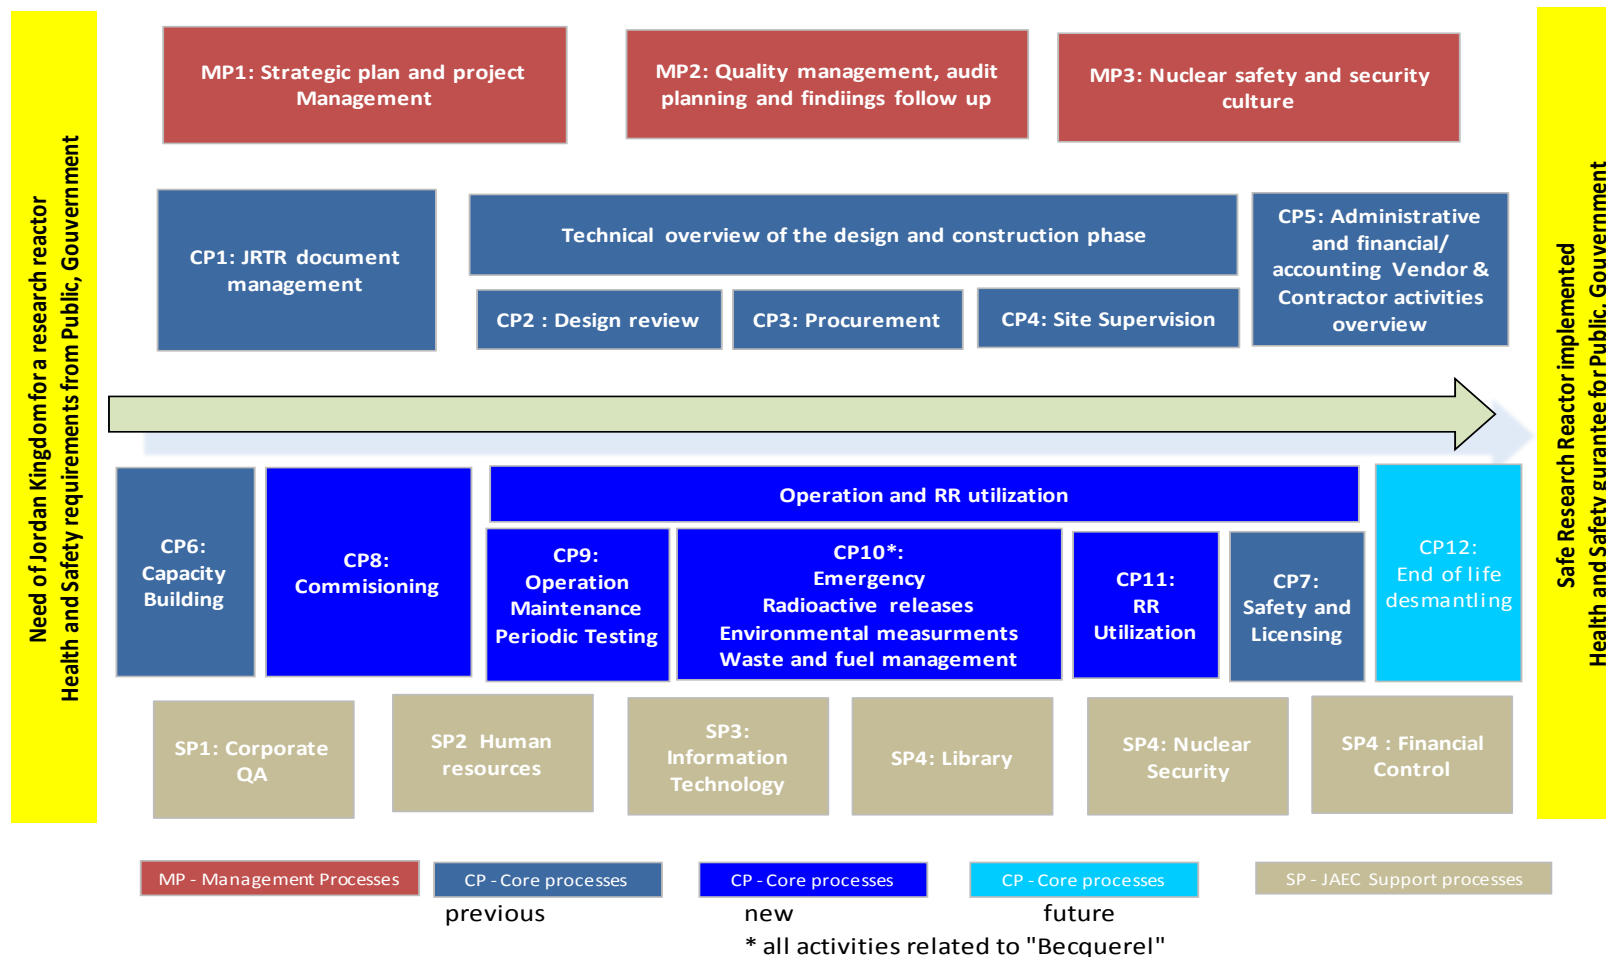 Need of Jordan Kingdom for a research reactor
Health and Safety requirements from Public, Gouvernment
MP1: Strategic plan and project
Management
MP2: Quality management, audit
planning and findiings follow up
MP3: Nuclear safety and security
culture
CP1: JRTR document
management
Technical overview of the design and construction phase
CP2 : Design review
CP3: Procurement
CP4: Site Supervision
CP5: Administrative
and financial/
accounting Vendor &
Contractor activities
overview
CP6:
Capacity
Building
CP8:
Commisioning
Operation and RR utilization
CP9:
Operation
Maintenance
Periodic Testing
CP10*:
Emergency
Radioactive releases
Environmental measurments
Waste and fuel management
CP11:
RR
Utilization
CP7:
Safety and
Licensing
CP12:
End of life
desmantling
SP1: Corporate
QA
SP2 Human
resources
SP3:
Information
Technology
SP4: Library
SP4: Nuclear
Security
SP4 : Financial
Control
Safe Research Reactor implemented
Health and Safety gurantee for Public, Gouvernment
MP - Management Processes
CP - Core processes
CP - Core processes
CP - Core processes
SP - JAEC Support processes
previous
new
future
* all activities related to "Becquerel"